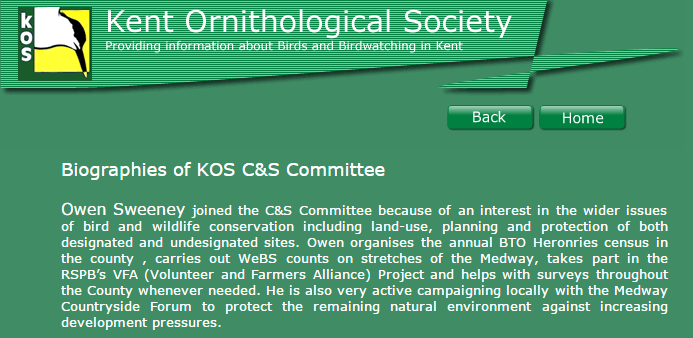 KOS
Kent Ornithological Society
Providing information about Birds and Birdwatching in Kent
Back
Home
Biographies of KOS C&S Committee
Owen Sweeney joined the C&S Committee because of an interest in the wider issues
of bird and wildlife conservation including land-use, planning and protection of both
designated and undesignated sites. Owen organises the annual BTO Heronries census in
the county , carries out WeBS counts on stretches of the Medway, takes part in the
RSPB’s VFA (Volunteer and Farmers Alliance) Project and helps with surveys throughout
the County whenever needed. He is also very active campaigning locally with the Medway
Countryside Forum to protect the remaining natural environment against increasing
development pressures.